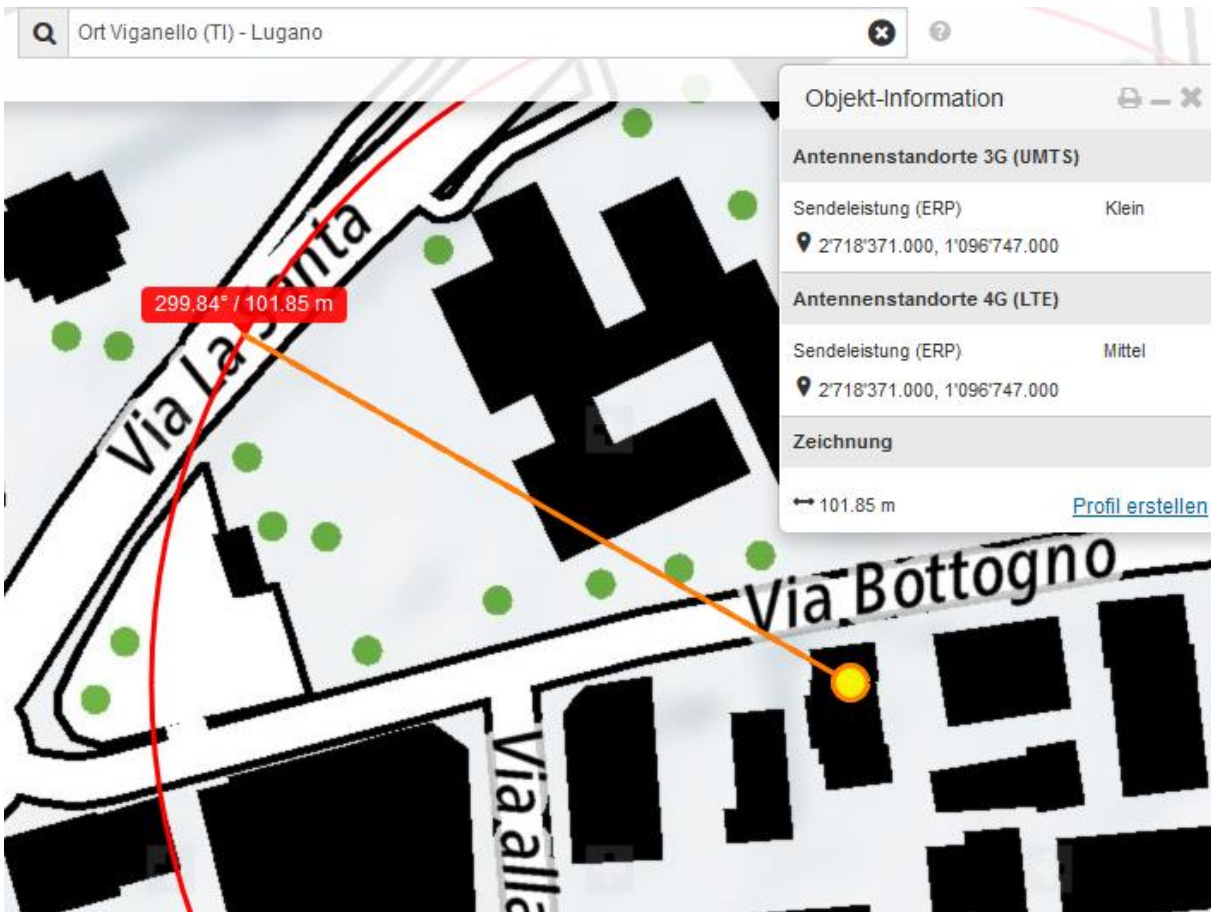 Ort Viganello (TI) - Lugano
Objekt-Information
Antennenstandorte 3G (UMTS)
Sendeleistung (ERP) Klein
2'718'371.000, 1'096'747.000
Antennenstandorte 4G (LTE)
Sendeleistung (ERP) Mittel
2'718'371.000, 1'096'747.000
Zeichnung
101.85 m Profil erstellen
299.84° / 101.85 m
Via La Santa
Via Bottogno
Via alla